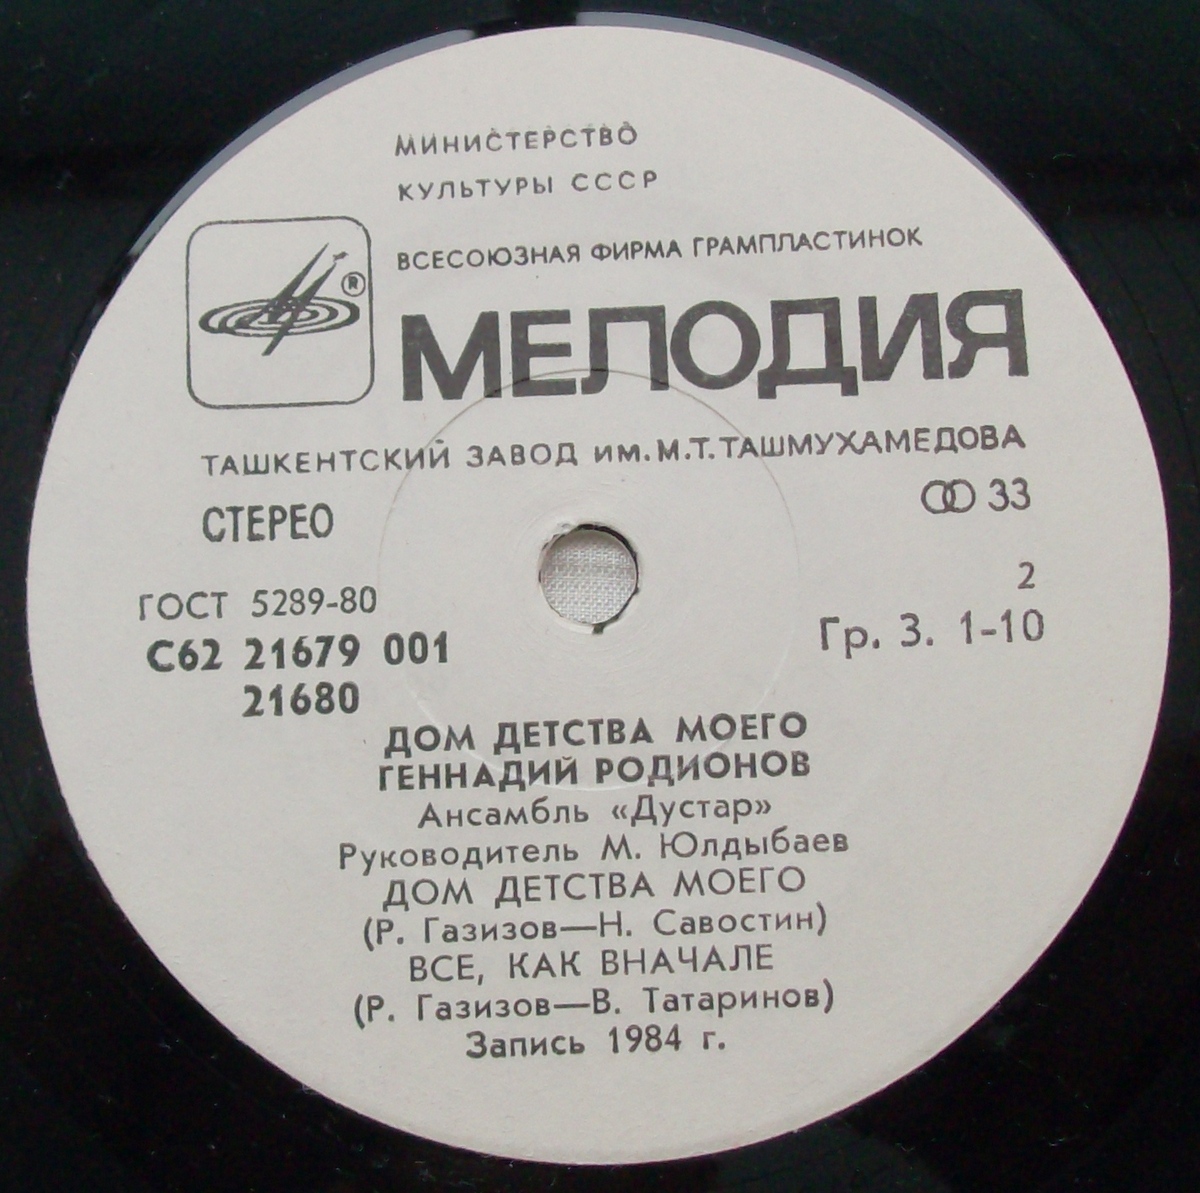 МИНИСТЕРСТВО
КУЛЬТУРЫ СССР
ВСЕСОЮЗНАЯ ФИРМА ГРАМПЛАСТИНОК
®
МЕЛОДИЯ
ТАШКЕНТСКИЙ ЗАВОД ИМ. М.Т.ТАШМУХАМЕДОВА
СТЕРЕО
33
2
ГОСТ 5289-80
Гр. 3. 1-10
С62 21679 001
21680
ДОМ ДЕТСТВА МОЕГО
ГЕННАДИЙ РОДИОНОВ
Ансамбль «Дустар»
Руководитель М. Юлдыбаев
ДОМ ДЕТСТВА МОЕГО
(Р. Газизов—Н. Савостин)
ВСЕ, КАК ВНАЧАЛЕ
(Р. Газизов—В. Татаринов)
Запись 1984 г.